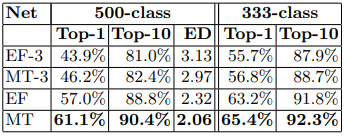 Net 500-class 333-class
Top-1 Top-10 ED Top-1 Top-10
EF-3 43.9% 81.0% 3.13 55.7% 87.9%
MT-3 46.2% 82.4% 2.97 56.8% 88.7%
EF 57.0% 88.8% 2.32 63.2% 91.8%
MT 61.1% 90.4% 2.06 65.4% 92.3%